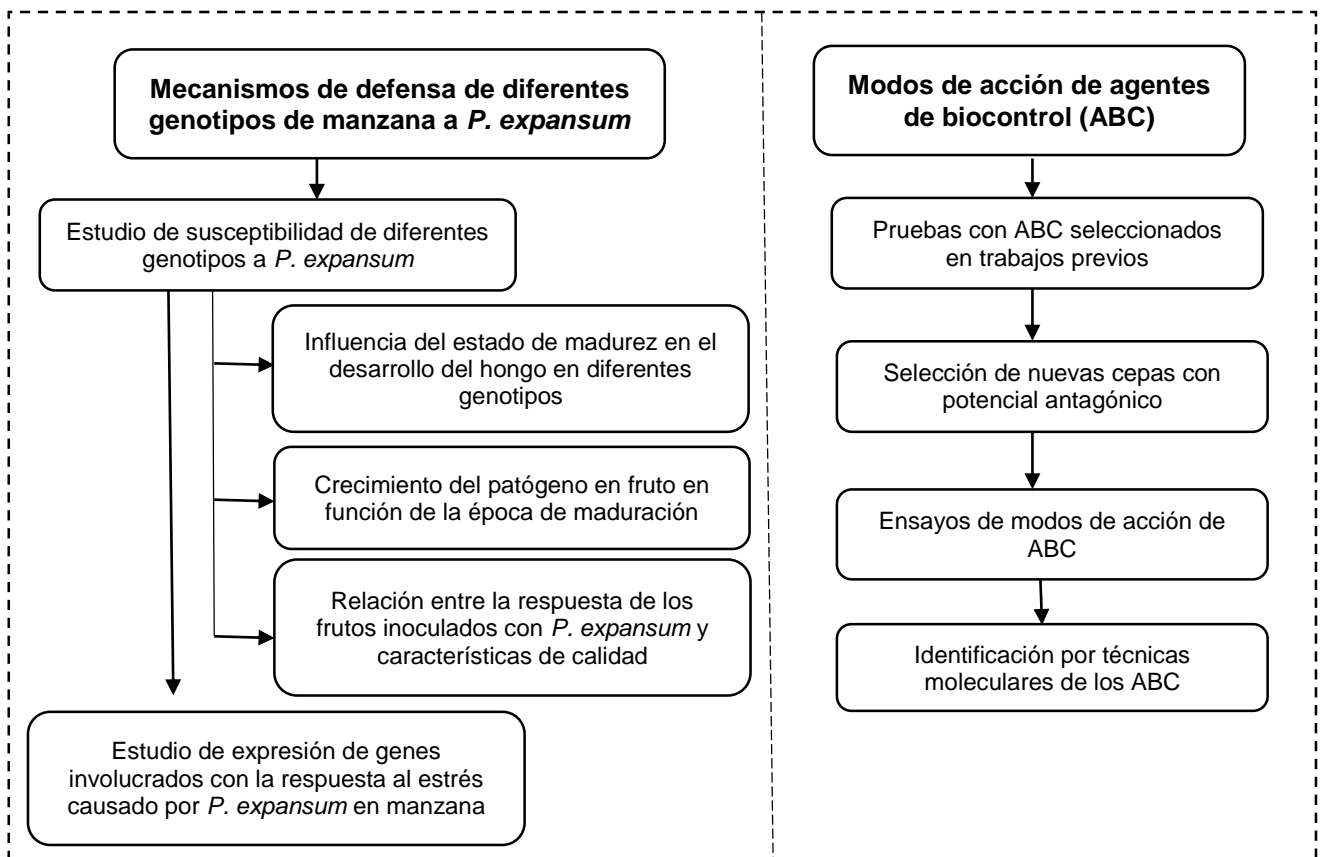 Mecanismos de defensa de diferentes
genotipos de manzana a P. expansum
Estudio de susceptibilidad de diferentes
genotipos a P. expansum
Influencia del estado de madurez en el
desarrollo del hongo en diferentes
genotipos
Crecimiento del patógeno en fruto en
función de la época de maduración
Relación entre la respuesta de los
frutos inoculados con P. expansum y
características de calidad
Estudio de expresión de genes
involucrados con la respuesta al estrés
causado por P. expansum en manzana
Modos de acción de agentes
de biocontrol (ABC)
Pruebas con ABC seleccionados
en trabajos previos
Selección de nuevas cepas con
potencial antagónico
Ensayos de modos de acción de
ABC
Identificación por técnicas
moleculares de los ABC